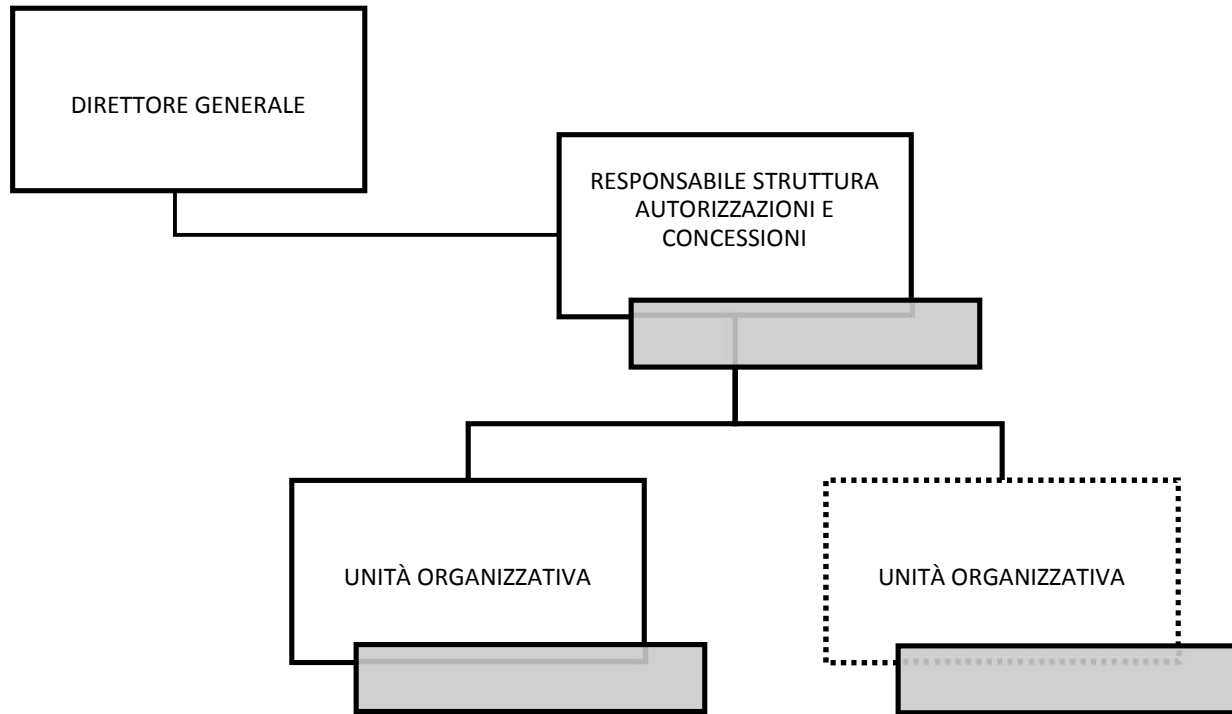 DIRETTORE GENERALE
RESPONSABILE STRUTTURA
AUTORIZZAZIONI E
CONCESSIONI
UNITÀ ORGANIZZATIVA
UNITÀ ORGANIZZATIVA